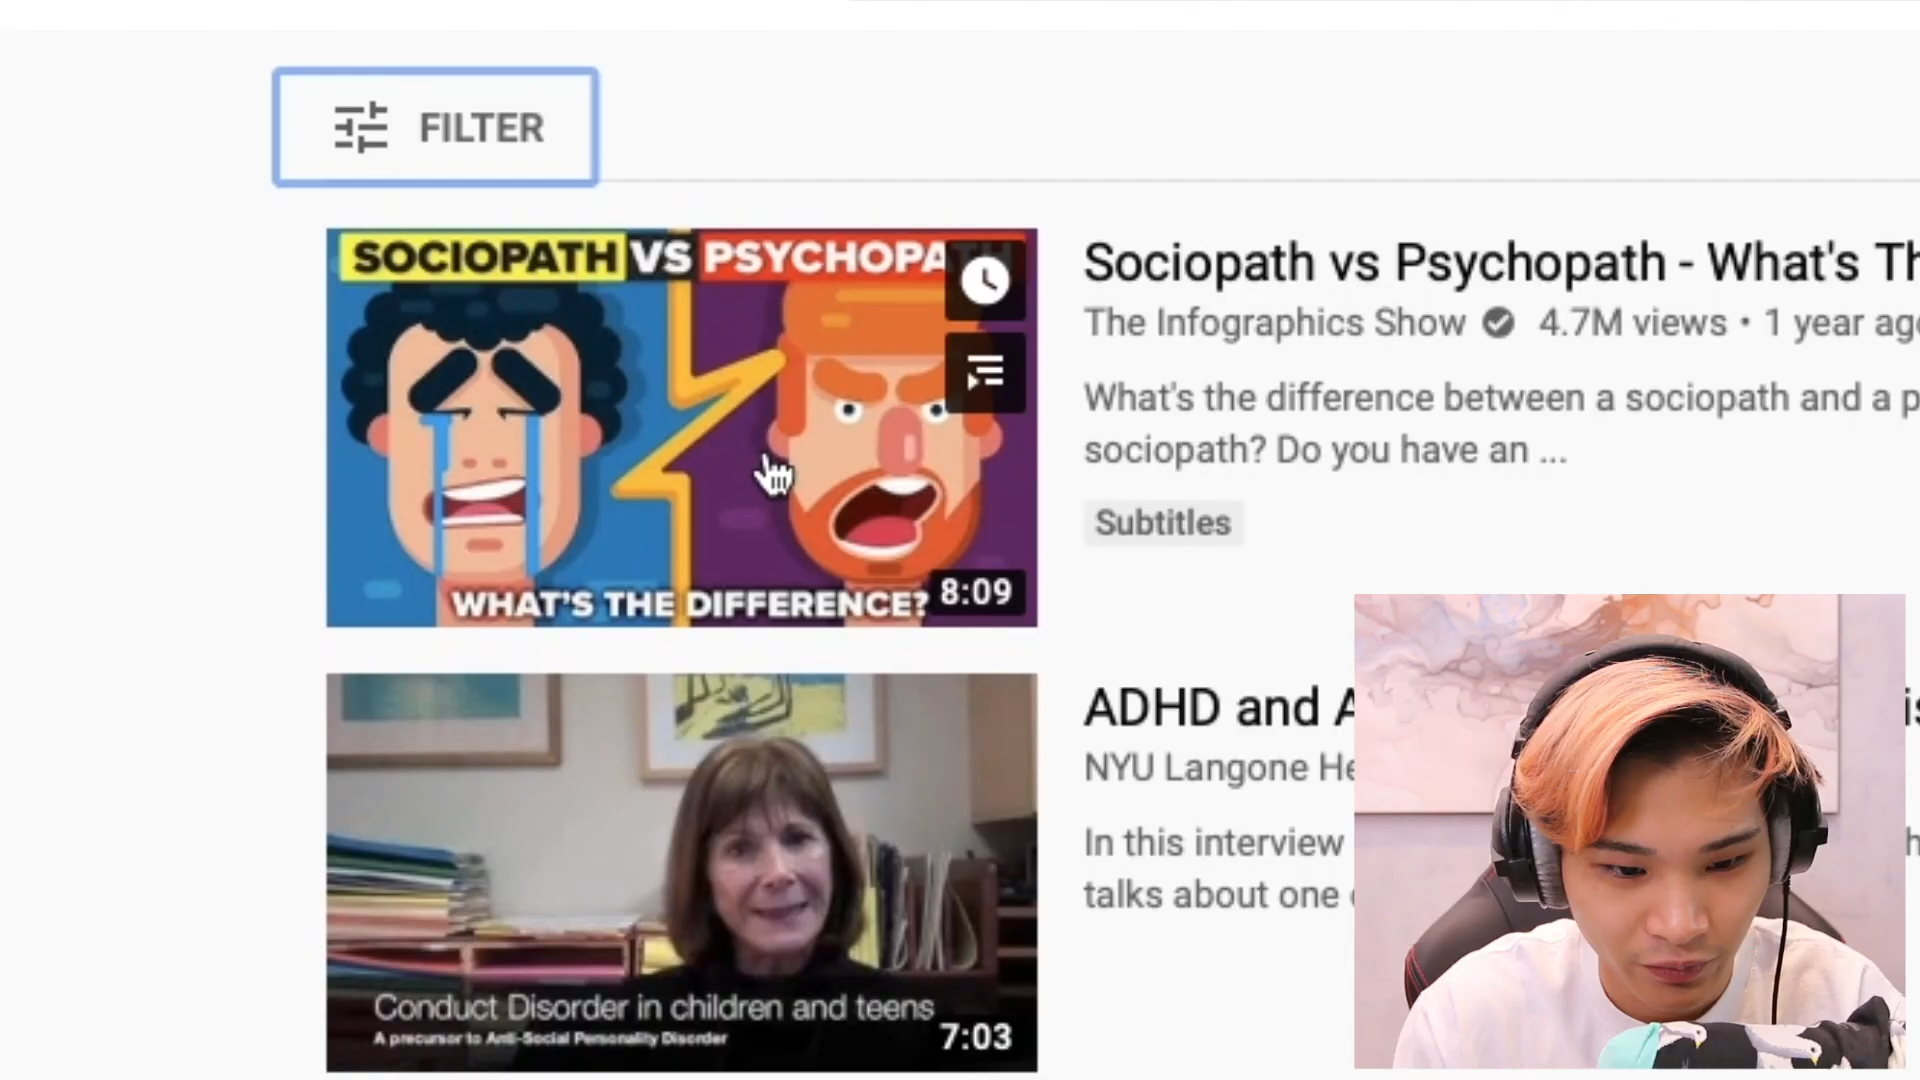 FILTER
SOCIOPATH VS PSYCHOPA
WHAT'S THE DIFFERENCE?
8:09
Sociopath vs Psychopath - What's Th
The Infographics Show 4.7M views • 1 year ag
What's the difference between a sociopath and a p
sociopath? Do you have an ...
Subtitles
Conduct Disorder in children and teens
A precursor to Anti-Social Personality Disorder
7:03
ADHD and A
NYU Langone He
In this interview
talks about one